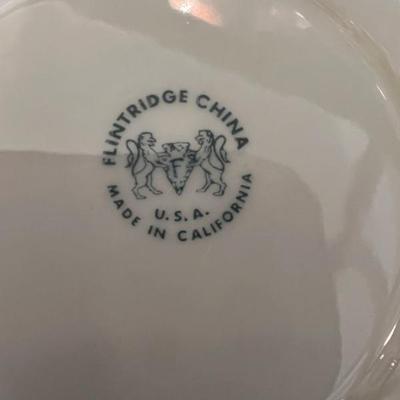 FLINTRIDGE CHINA
F
U.S.A.
MADE IN CALIFORNIA